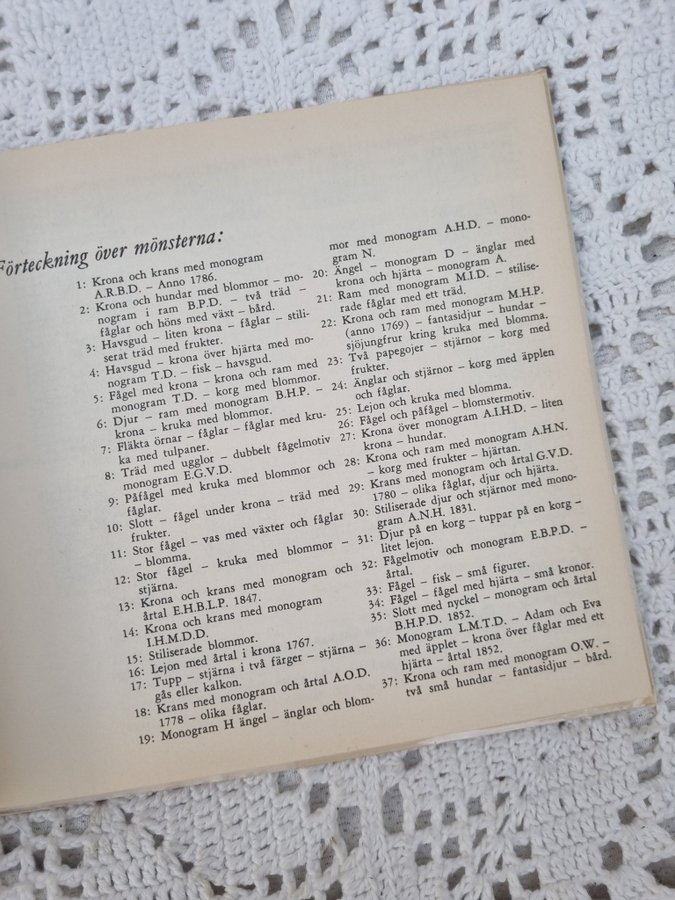 Förteckning över mönsterna:
1: Krona och krans med monogram
A.R.B.D. – Anno 1786.
2: Krona och hundar med blommor – mo-
nogram i ram B.P.D. – två träd –
fåglar och höns med växt – bård.
3: Havsgud – liten krona – fåglar – stili-
serat träd med frukter.
4: Havsgud – krona över hjärta med mo-
nogram T.D. – fisk – havsgud.
5: Fågel med krona – krona och ram med
monogram T.D. – korg med blommor.
6: Djur – ram med monogram B.H.P. –
krona – kruka med blommor.
7: Fläkta örnar – fåglar – fåglar med kru-
ka med tulpaner.
8: Träd med ugglor – dubbelt fågelmotiv
monogram E.G.V.D.
9: Påfågel med kruka med blommor och
fåglar.
10: Slott – fågel under krona – träd med
frukter.
11: Stor fågel – vas med växter och fåglar
– blomma.
12: Stor fågel – kruka med blommor –
stjärna.
13: Krona och krans med monogram och
årtal E.H.B.L.P. 1847.
14: Krona och krans med monogram
I.H.M.D.D.
15: Stiliserade blommor.
16: Lejon med årtal i krona 1767.
17: Tupp – stjärna i två färger – stjärna –
gås eller kalkon.
18: Krans med monogram och årtal A.O.D.
1778 – olika fåglar.
19: Monogram H ängel – änglar och blom-
mor med monogram A.H.D. – mono-
gram N.
20: Ängel – monogram D – änglar med
krona och hjärta – monogram A.
21: Ram med monogram M.I.D. – stilise-
rade fåglar med ett träd.
22: Krona och ram med monogram M.H.P.
(anno 1769) – fantasidjur – hundar –
sjöjungfrur kring kruka med blomma.
23: Två papegojer – stjärnor – korg med
frukter.
24: Änglar och stjärnor – korg med äpplen
och fåglar.
25: Lejon och kruka med blomma.
26: Fågel och påfågel – blomstermotiv.
27: Krona över monogram A.I.H.D. – liten
krona – hundar.
28: Krona och ram med monogram A.H.N.
– korg med frukter – hjärtan.
29: Krans med monogram och årtal G.V.D.
1780 – olika fåglar, djur och hjärta.
30: Stiliserade djur och stjärnor med mono-
gram A.N.H. 1831.
31: Djur på en korg – tuppar på en korg –
litet lejon.
32: Fågelmotiv och monogram E.B.P.D. –
årtal.
33: Fågel – fisk – små figurer.
34: Fågel – fågel med hjärta – små kronor.
35: Slott med nyckel – monogram och årtal
B.H.P.D. 1852.
36: Monogram L.M.T.D. – Adam och Eva
med äpplet – krona över fåglar med ett
hjärta – årtal 1852.
37: Krona och ram med monogram O.W. –
två små hundar – fantasidjur – bård.